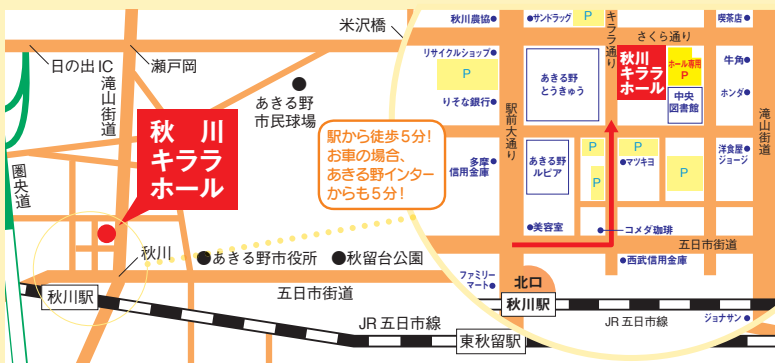 米沢橋
日の出IC
瀬戸岡
滝山街道
あきる野
市民球場
秋川
キララ
ホール
圏央道
秋川
あきる野市役所
秋留台公園
五日市街道
秋川駅
JR五日市線
東秋留駅
駅から徒歩5分!
お車の場合、
あきる野インター
からも5分!
秋川農協
サンドラッグ
P
キララ通り
さくら通り
喫茶店
リサイクルショップ
P
りそな銀行
あきる野
とうきゅう
秋川
キララ
ホール
ホール専用
P
中央
図書館
牛角
ホンダ
駅前大通り
滝山街道
多摩
信用金庫
あきる野
ルピア
P
P
P
マツキヨ
P
洋食屋
ジョージ
美容室
コメダ珈琲
五日市街道
西武信用金庫
ファミリー
マート
北口
秋川駅
JR五日市線
ジョナサン